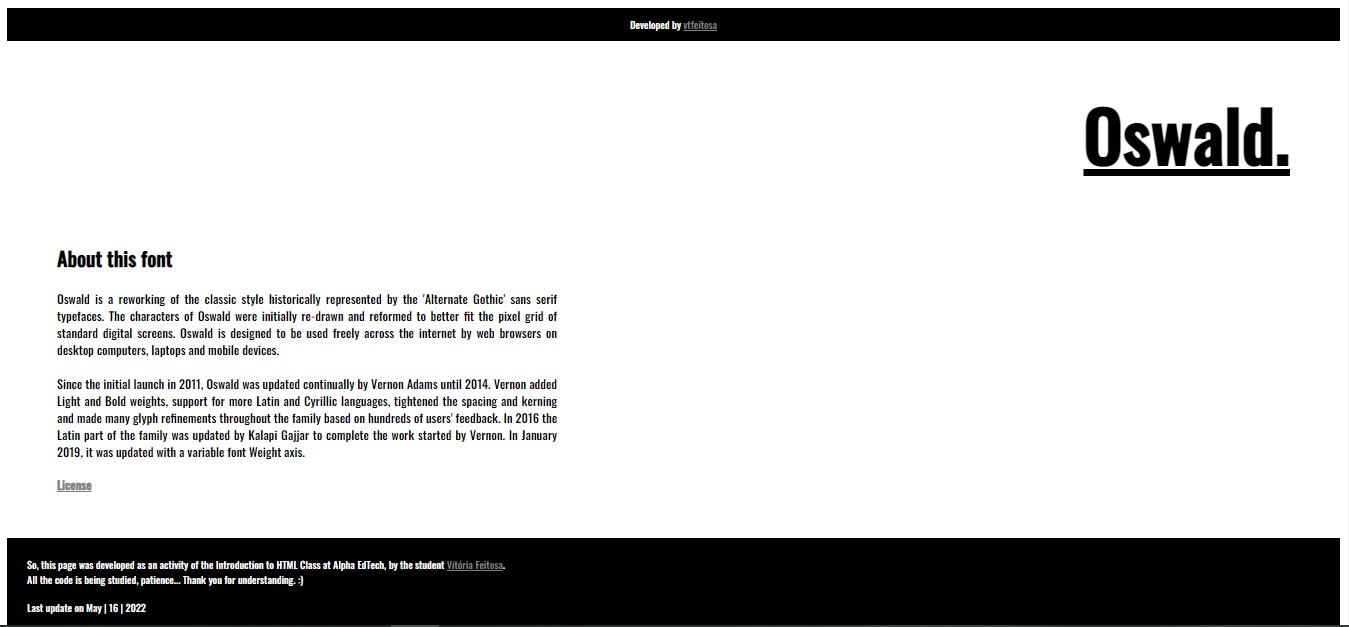 Developed by vtfeitosa
Oswald.
About this font
Oswald is a reworking of the classic style historically represented by the 'Alternate Gothic' sans serif
typefaces. The characters of Oswald were initially re-drawn and reformed to better fit the pixel grid of
standard digital screens. Oswald is designed to be used freely across the internet by web browsers on
desktop computers, laptops and mobile devices.
Since the initial launch in 2011, Oswald was updated continually by Vernon Adams until 2014. Vernon added
Light and Bold weights, support for more Latin and Cyrillic languages, tightened the spacing and kerning
and made many glyph refinements throughout the family based on hundreds of users' feedback. In 2016 the
Latin part of the family was updated by Kalapi Gajjar to complete the work started by Vernon. In January
2019, it was updated with a variable font Weight axis.
License
So, this page was developed as an activity of the Introduction to HTML Class at Alpha EdTech, by the student Vitória Feitosa.
All the code is being studied, patience... Thank you for understanding. :)
Last update on May | 16 | 2022